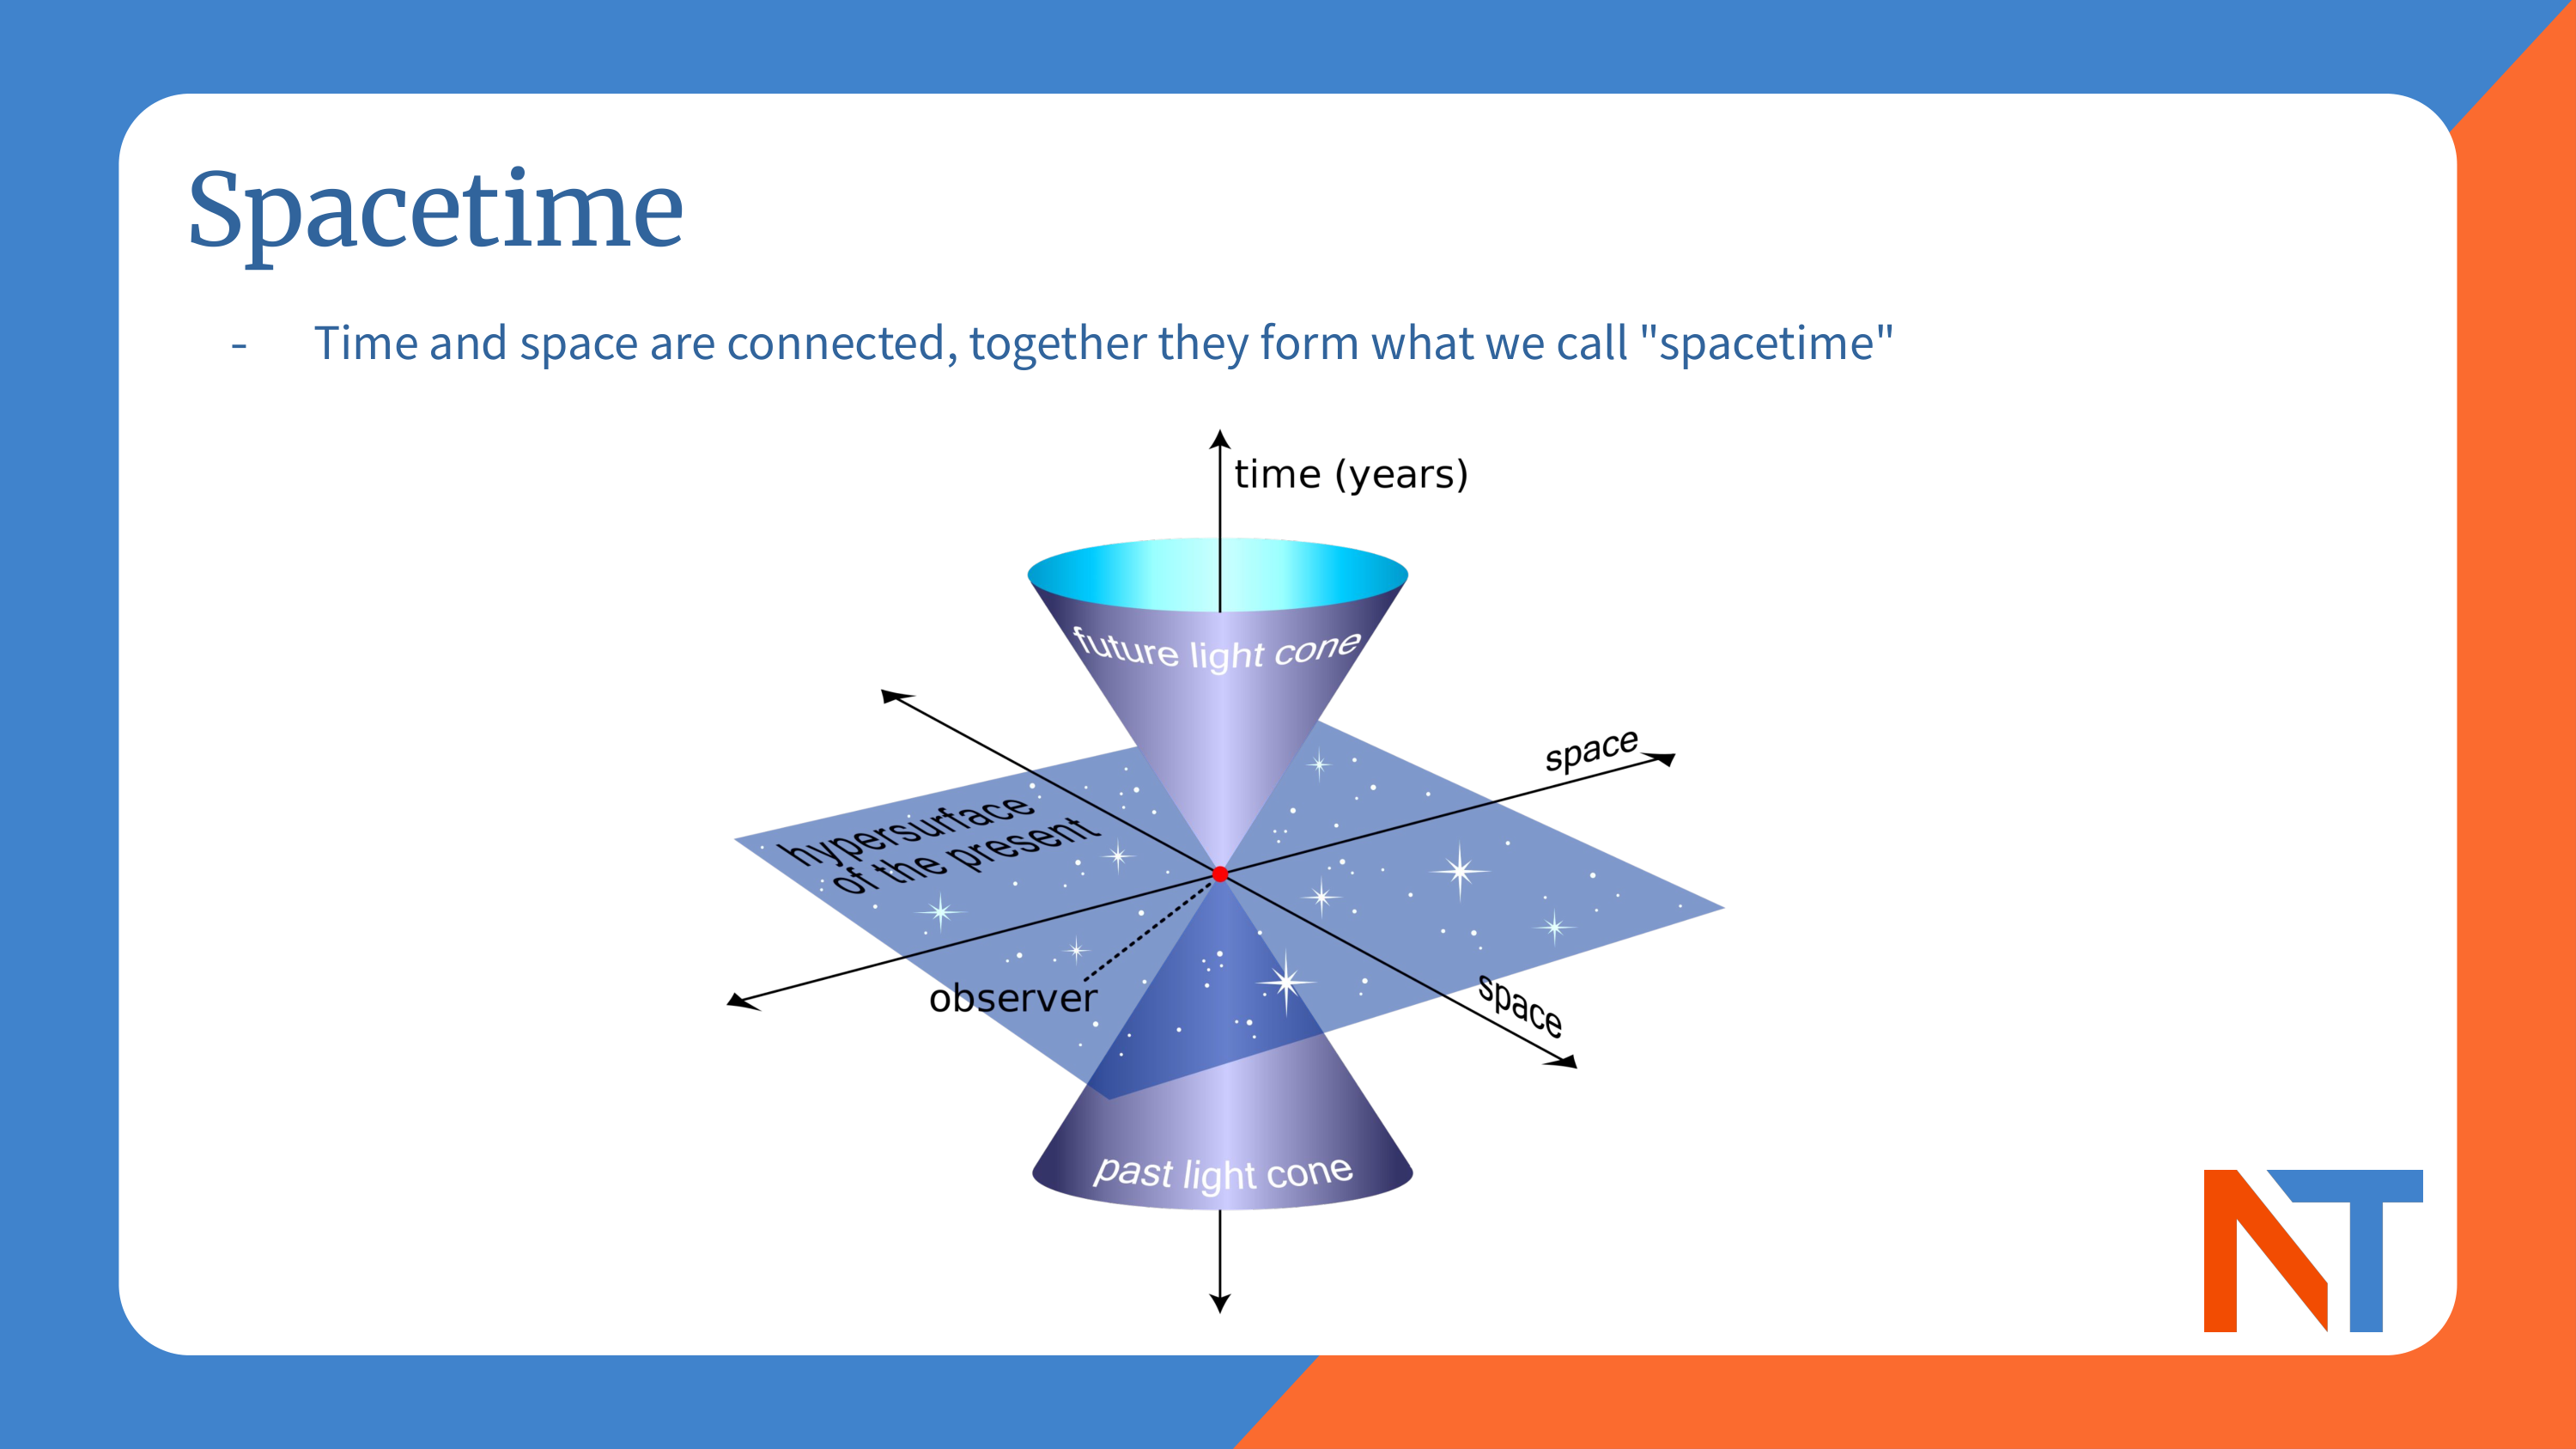 Spacetime
- Time and space are connected, together they form what we call "spacetime"
time (years)
future light cone
space
hypersurface
of the present
observer
space
past light cone
NT